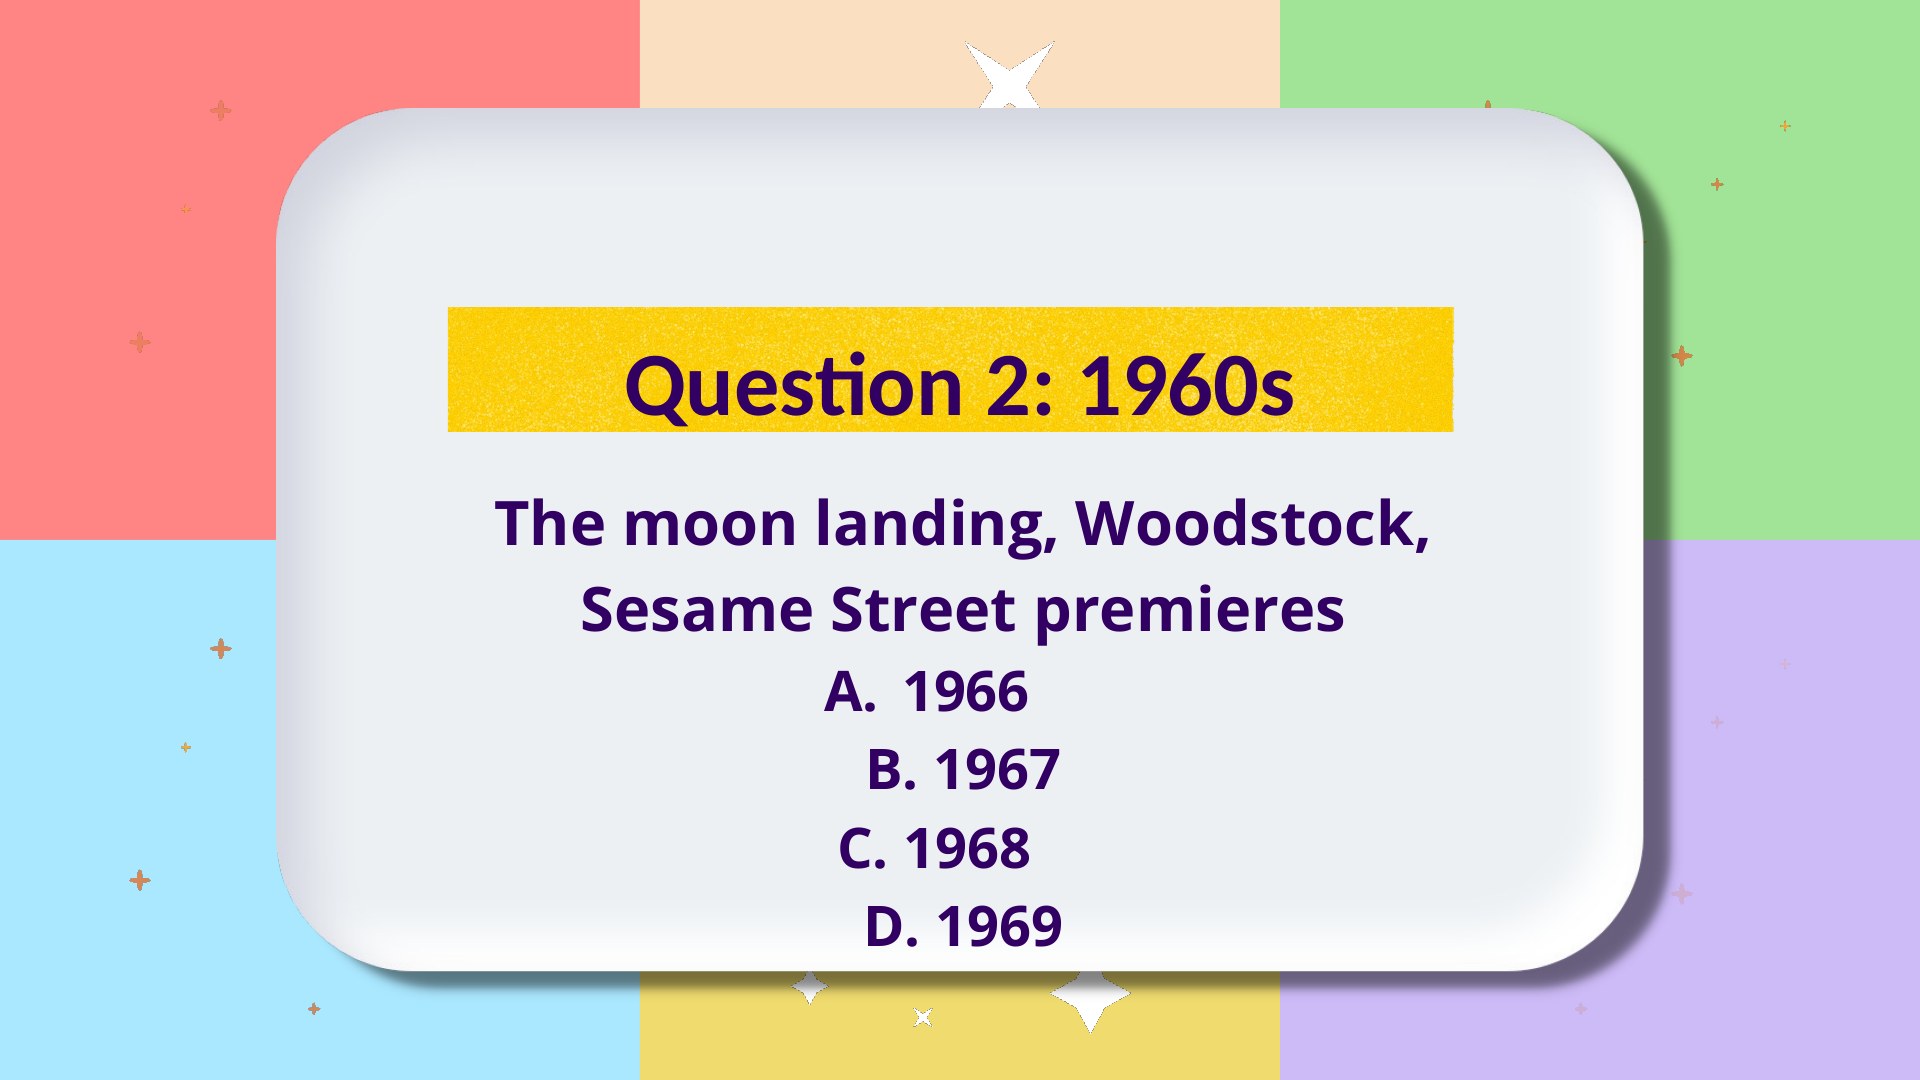 Question 2: 1960s
The moon landing, Woodstock,
Sesame Street premieres
A. 1966
B. 1967
C. 1968
D. 1969